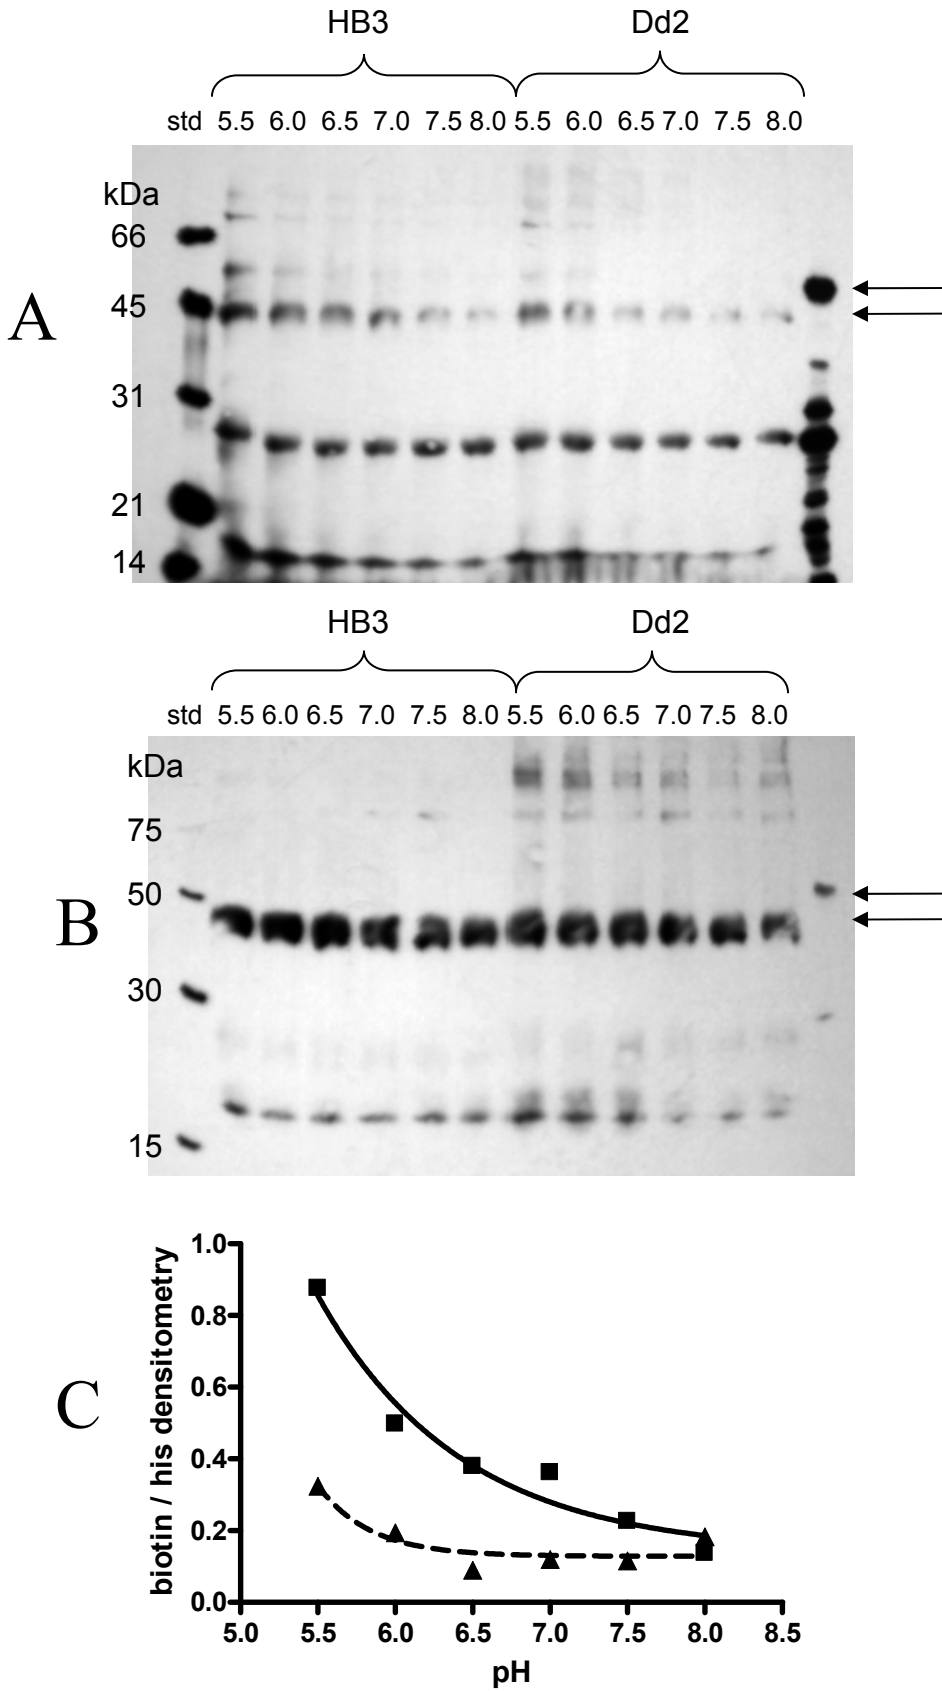 HB3 Dd2
std 5.5 6.0 6.5 7.0 7.5 8.0 5.5 6.0 6.5 7.0 7.5 8.0
kDa
66
45
A
31
21
14
HB3 Dd2
std 5.5 6.0 6.5 7.0 7.5 8.0 5.5 6.0 6.5 7.0 7.5 8.0
kDa
75
50
B
30
15
C
biotin / his densitometry
1.0
0.8
0.6
0.4
0.2
0.0
5.0 5.5 6.0 6.5 7.0 7.5 8.0 8.5
pH